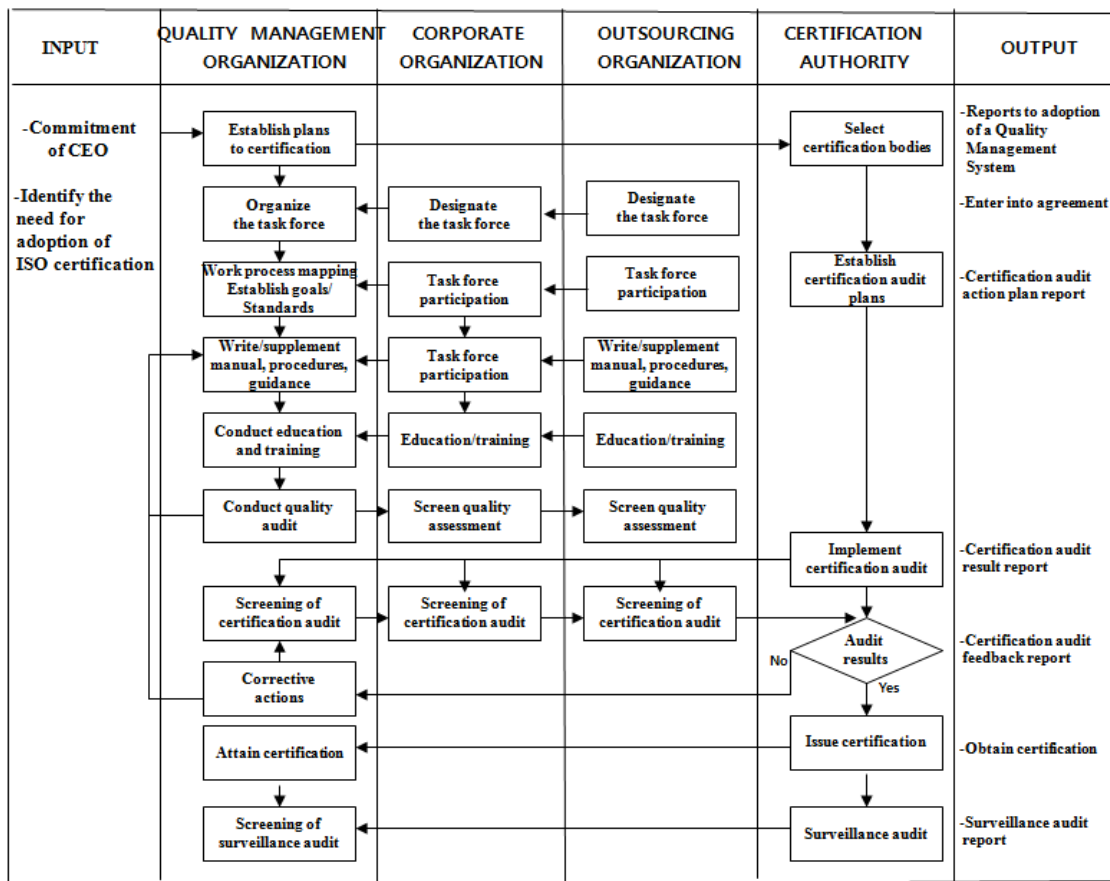 INPUT
QUALITY MANAGEMENT
ORGANIZATION
CORPORATE
ORGANIZATION
OUTSOURCING
ORGANIZATION
CERTIFICATION
AUTHORITY
OUTPUT
-Commitment
of CEO
-Identify the
need for
adoption of
ISO certification
Establish plans
to certification
Select
certification bodies
-Reports to adoption
of a Quality
Management
System
Organize
the task force
Designate
the task force
Designate
the task force
-Enter into agreement
Work process mapping
Establish goals/
Standards
Task force
participation
Task force
participation
Establish
certification audit
plans
-Certification audit
action plan report
Write/supplement
manual, procedures,
guidance
Task force
participation
Write/supplement
manual, procedures,
guidance
Conduct education
and training
Education/training
Education/training
Conduct quality
audit
Screen quality
assessment
Screen quality
assessment
Implement
certification audit
-Certification audit
result report
Screening of
certification audit
Screening of
certification audit
Screening of
certification audit
Audit
results
No
Yes
-Certification audit
feedback report
Corrective
actions
Attain certification
Issue certification
-Obtain certification
Screening of
surveillance audit
Surveillance audit
-Surveillance audit
report